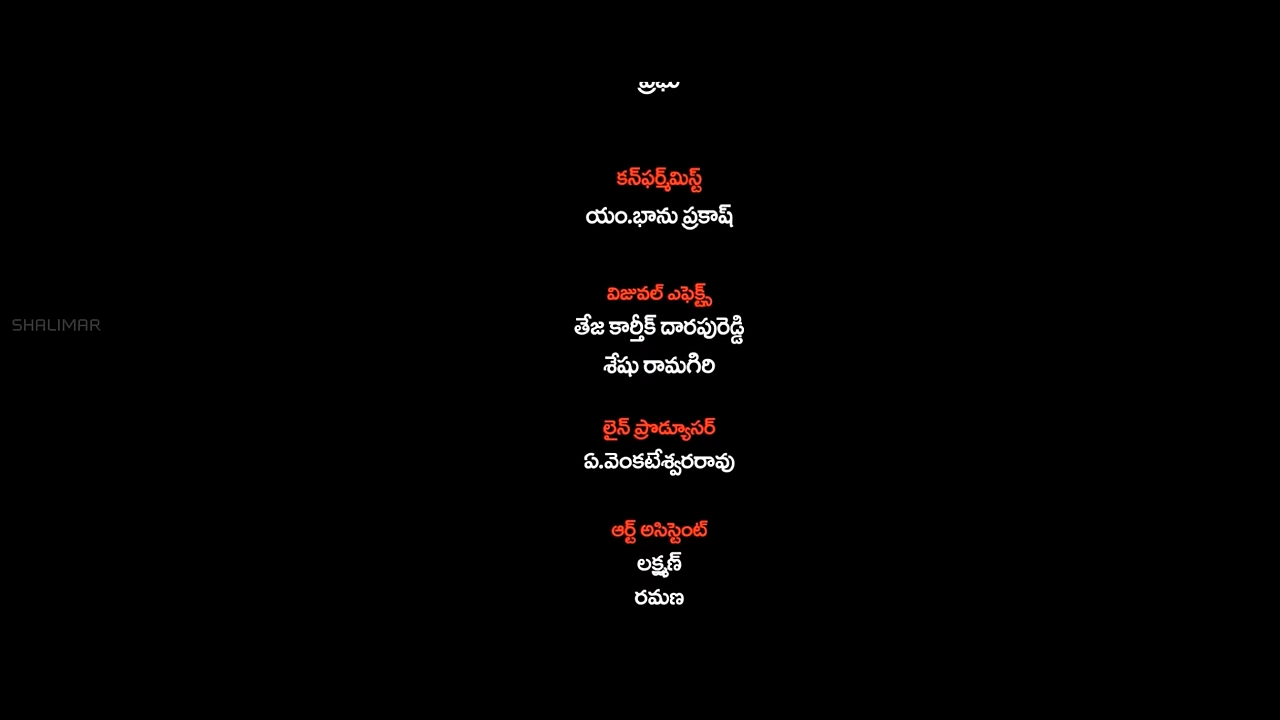 కన్‌ఫర్మ్‌మిస్ట్
యం.భాను ప్రకాష్
విజువల్ ఎఫెక్ట్స్
SHALIMAR
తేజ కార్తీక్ దారపురెడ్డి
శేషు రామగిరి
లైన్ ప్రొడ్యూసర్
ఏ.వెంకటేశ్వరరావు
ఆర్ట్ అసిస్టెంట్
లక్ష్మణ్
రమణ